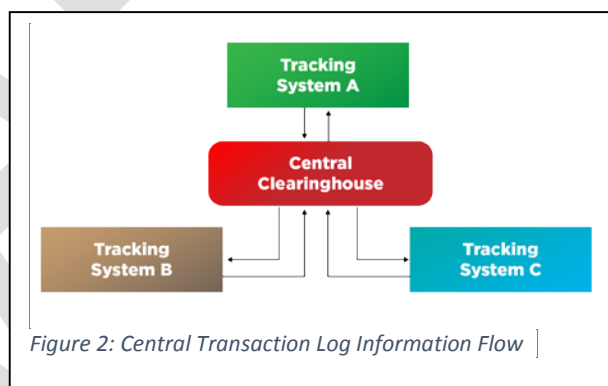 Tracking
System A
Central
Clearinghouse
Tracking
System B
Tracking
System C
Figure 2: Central Transaction Log Information Flow